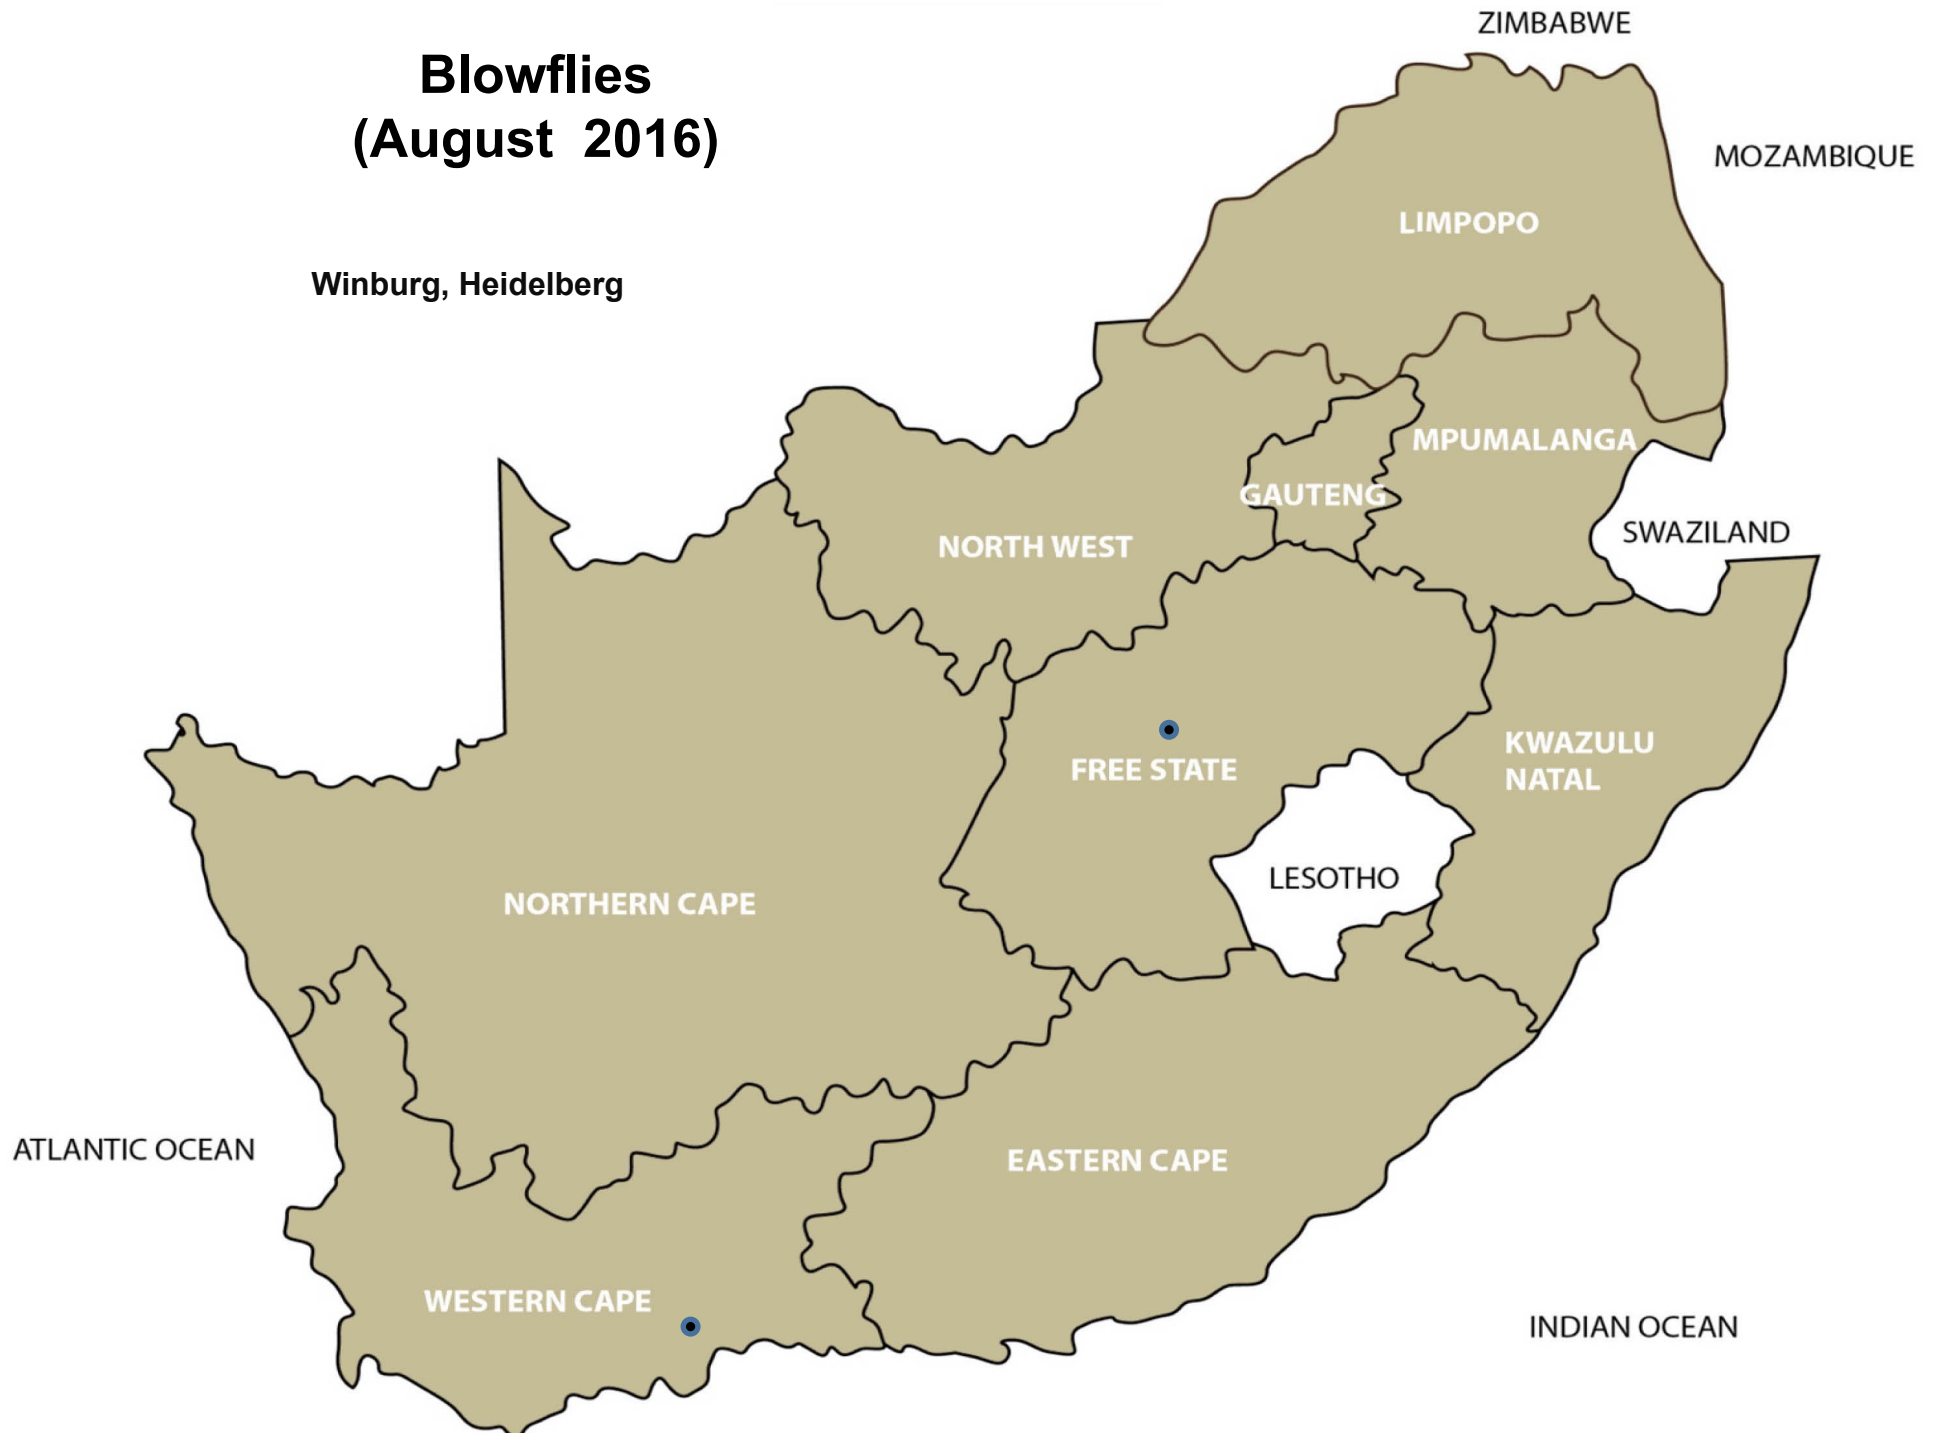 ZIMBABWE
Blowflies
(August  2016)
MOZAMBIQUE
LIMPOPO
Winburg, Heidelberg
MPUMALANGA
GAUTENG
SWAZILAND
NORTH WEST
KWAZULU
NATAL
FREE STATE
LESOTHO
NORTHERN CAPE
ATLANTIC OCEAN
EASTERN CAPE
WESTERN CAPE
INDIAN OCEAN